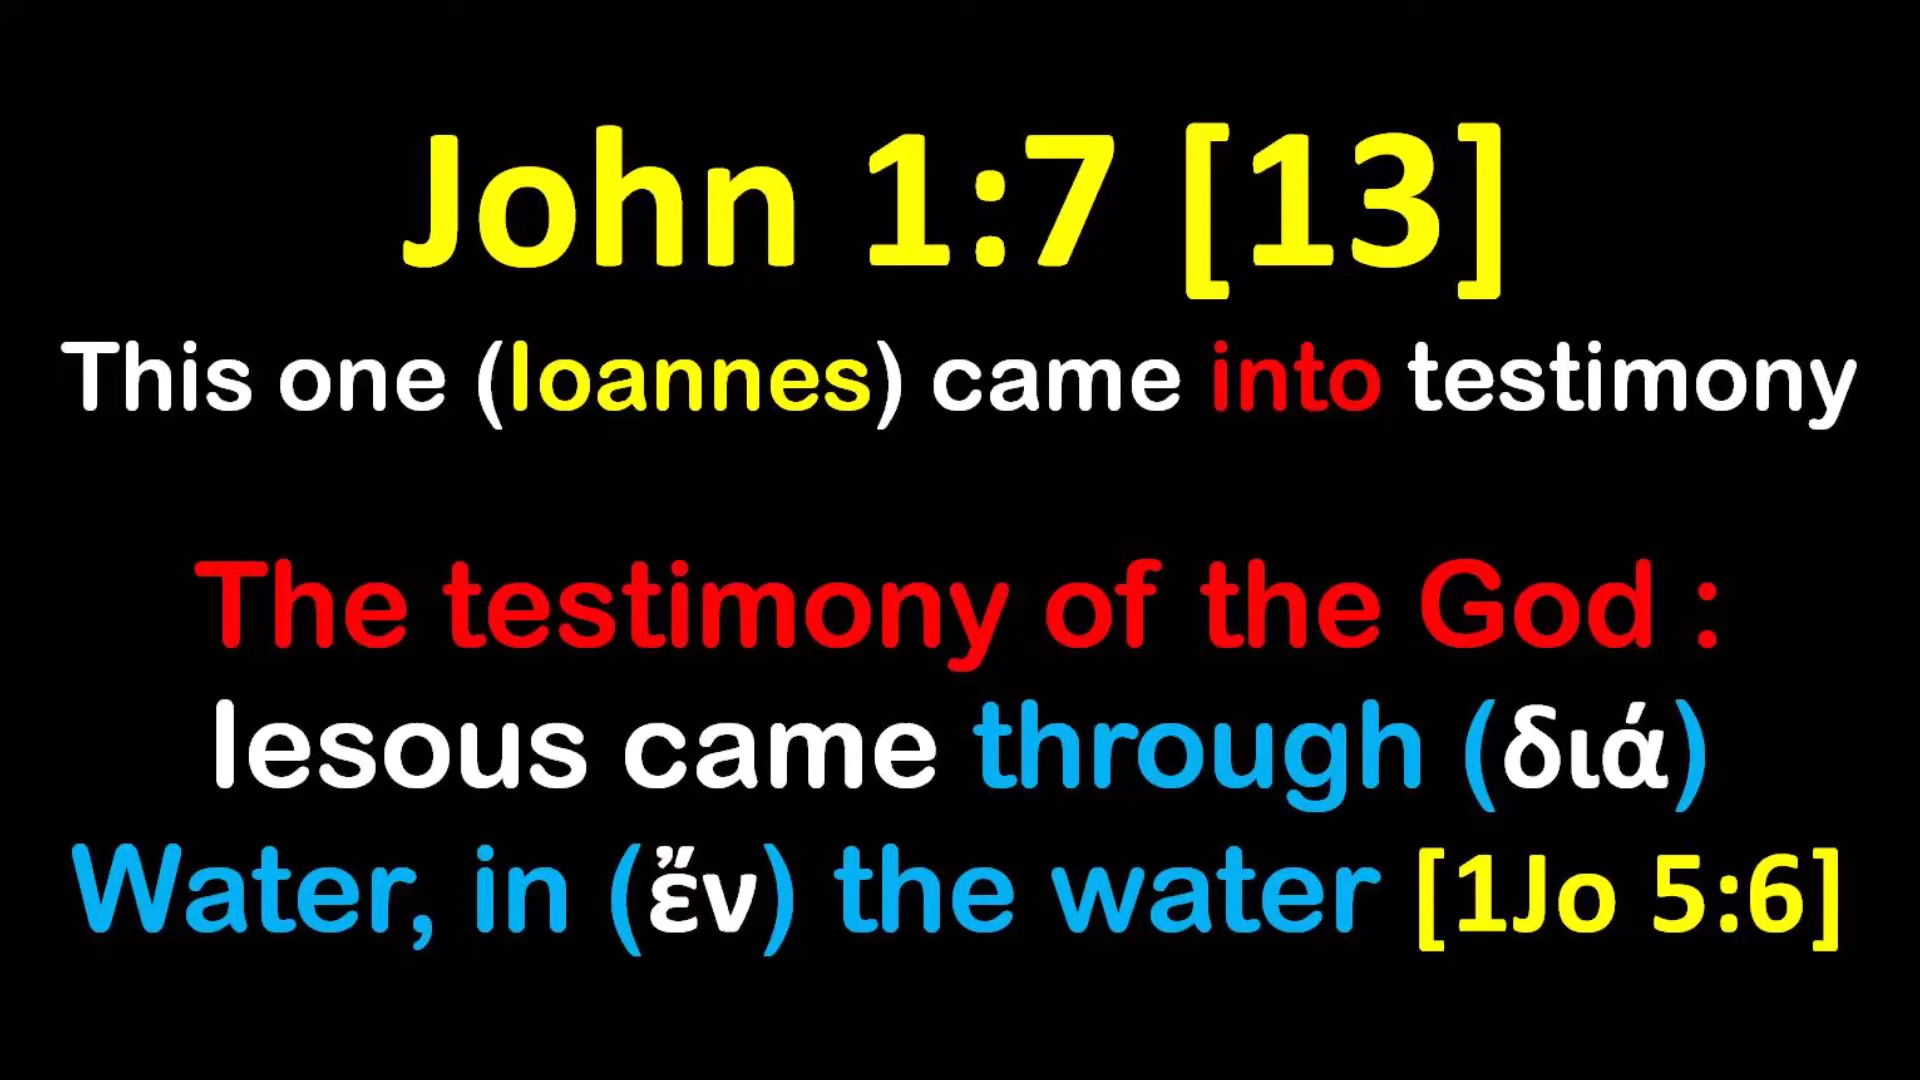 John 1:7 [13]
This one (Ioannes) came into testimony
The testimony of the God :
Iesous came through (διά)
Water, in (ἔν) the water [1Jo 5:6]